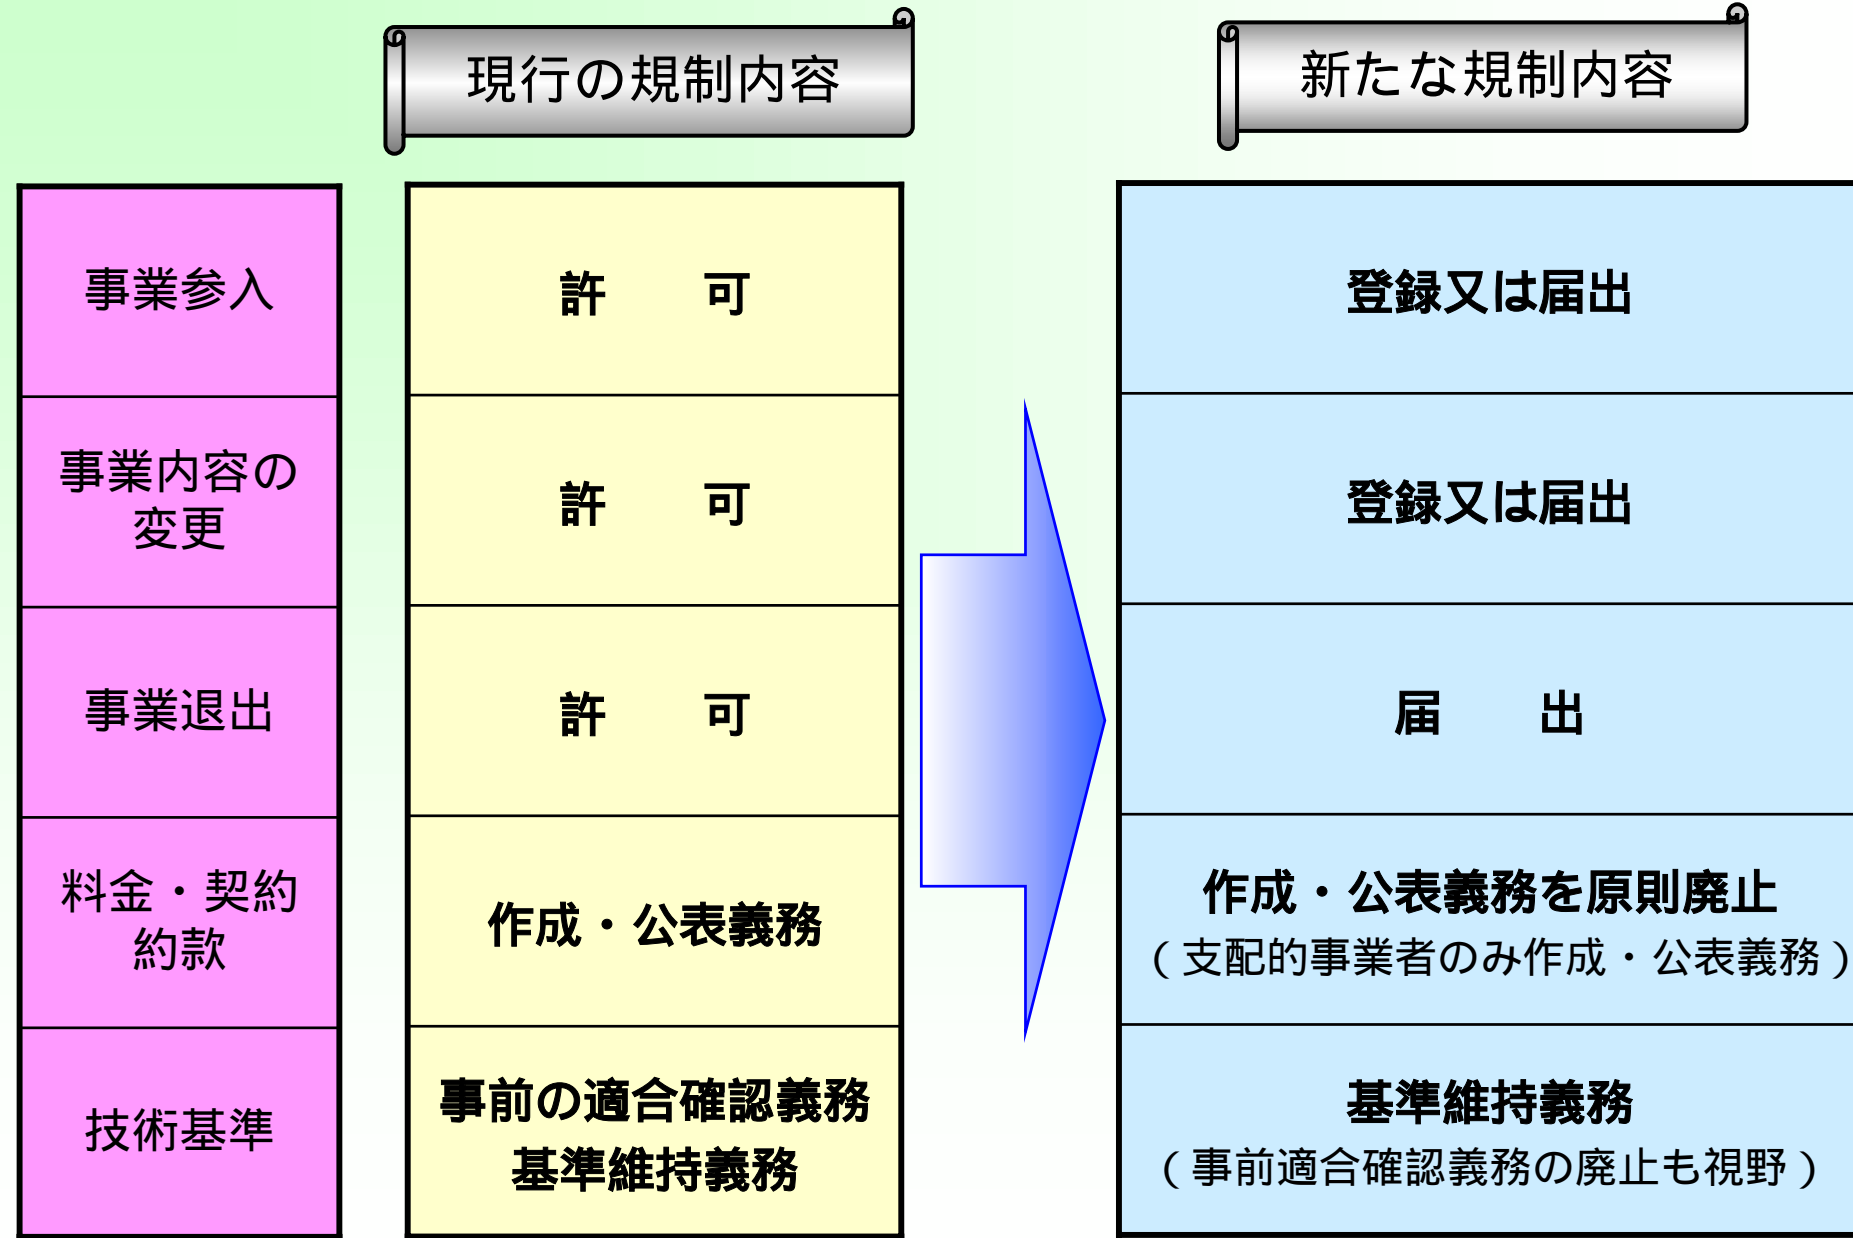 現行の規制内容
新たな規制内容
事業参入
許　　可
登録又は届出
事業内容の
変更
許　　可
登録又は届出
事業退出
許　　可
届　　出
料金・契約
約款
作成・公表義務
作成・公表義務を原則廃止
（支配的事業者のみ作成・公表義務）
技術基準
事前の適合確認義務
基準維持義務
基準維持義務
（事前適合確認義務の廃止も視野）